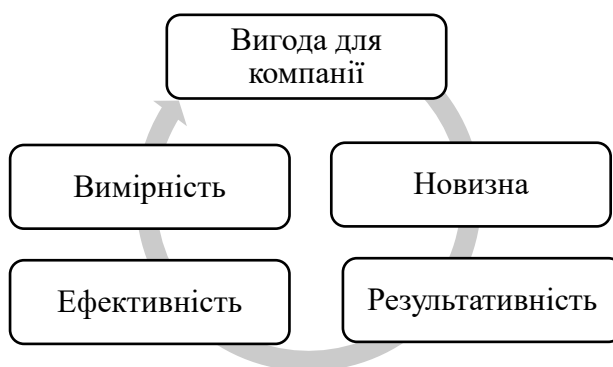 Вигода для
компанії
Вимірність
Новизна
Ефективність
Результативність